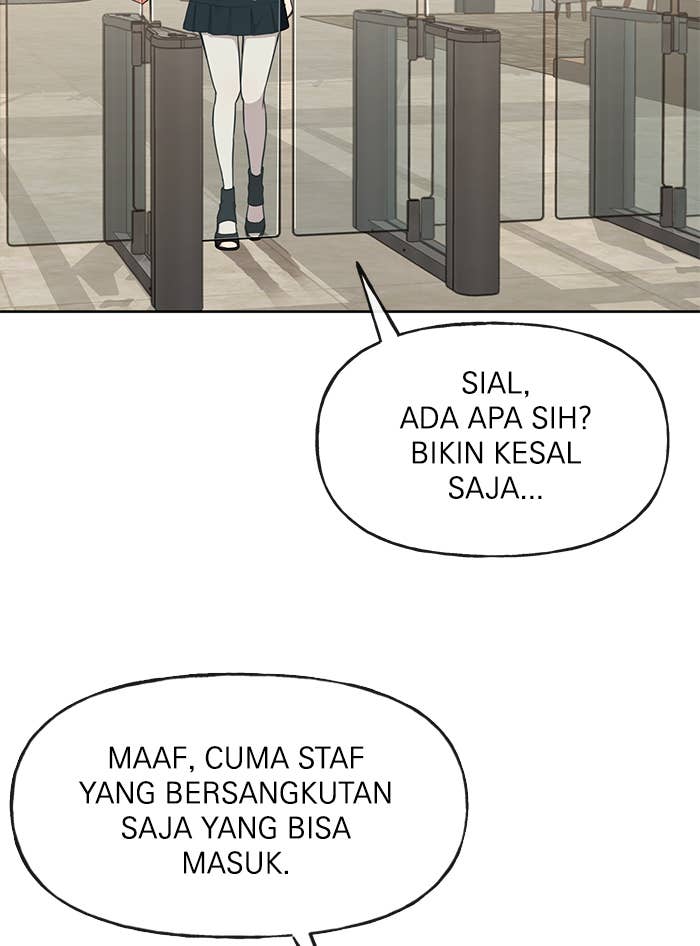 SIAL,
ADA APA SIH?
BIKIN KESAL
SAJA...
MAAF, CUMA STAF
YANG BERSANGKUTAN
SAJA YANG BISA
MASUK.